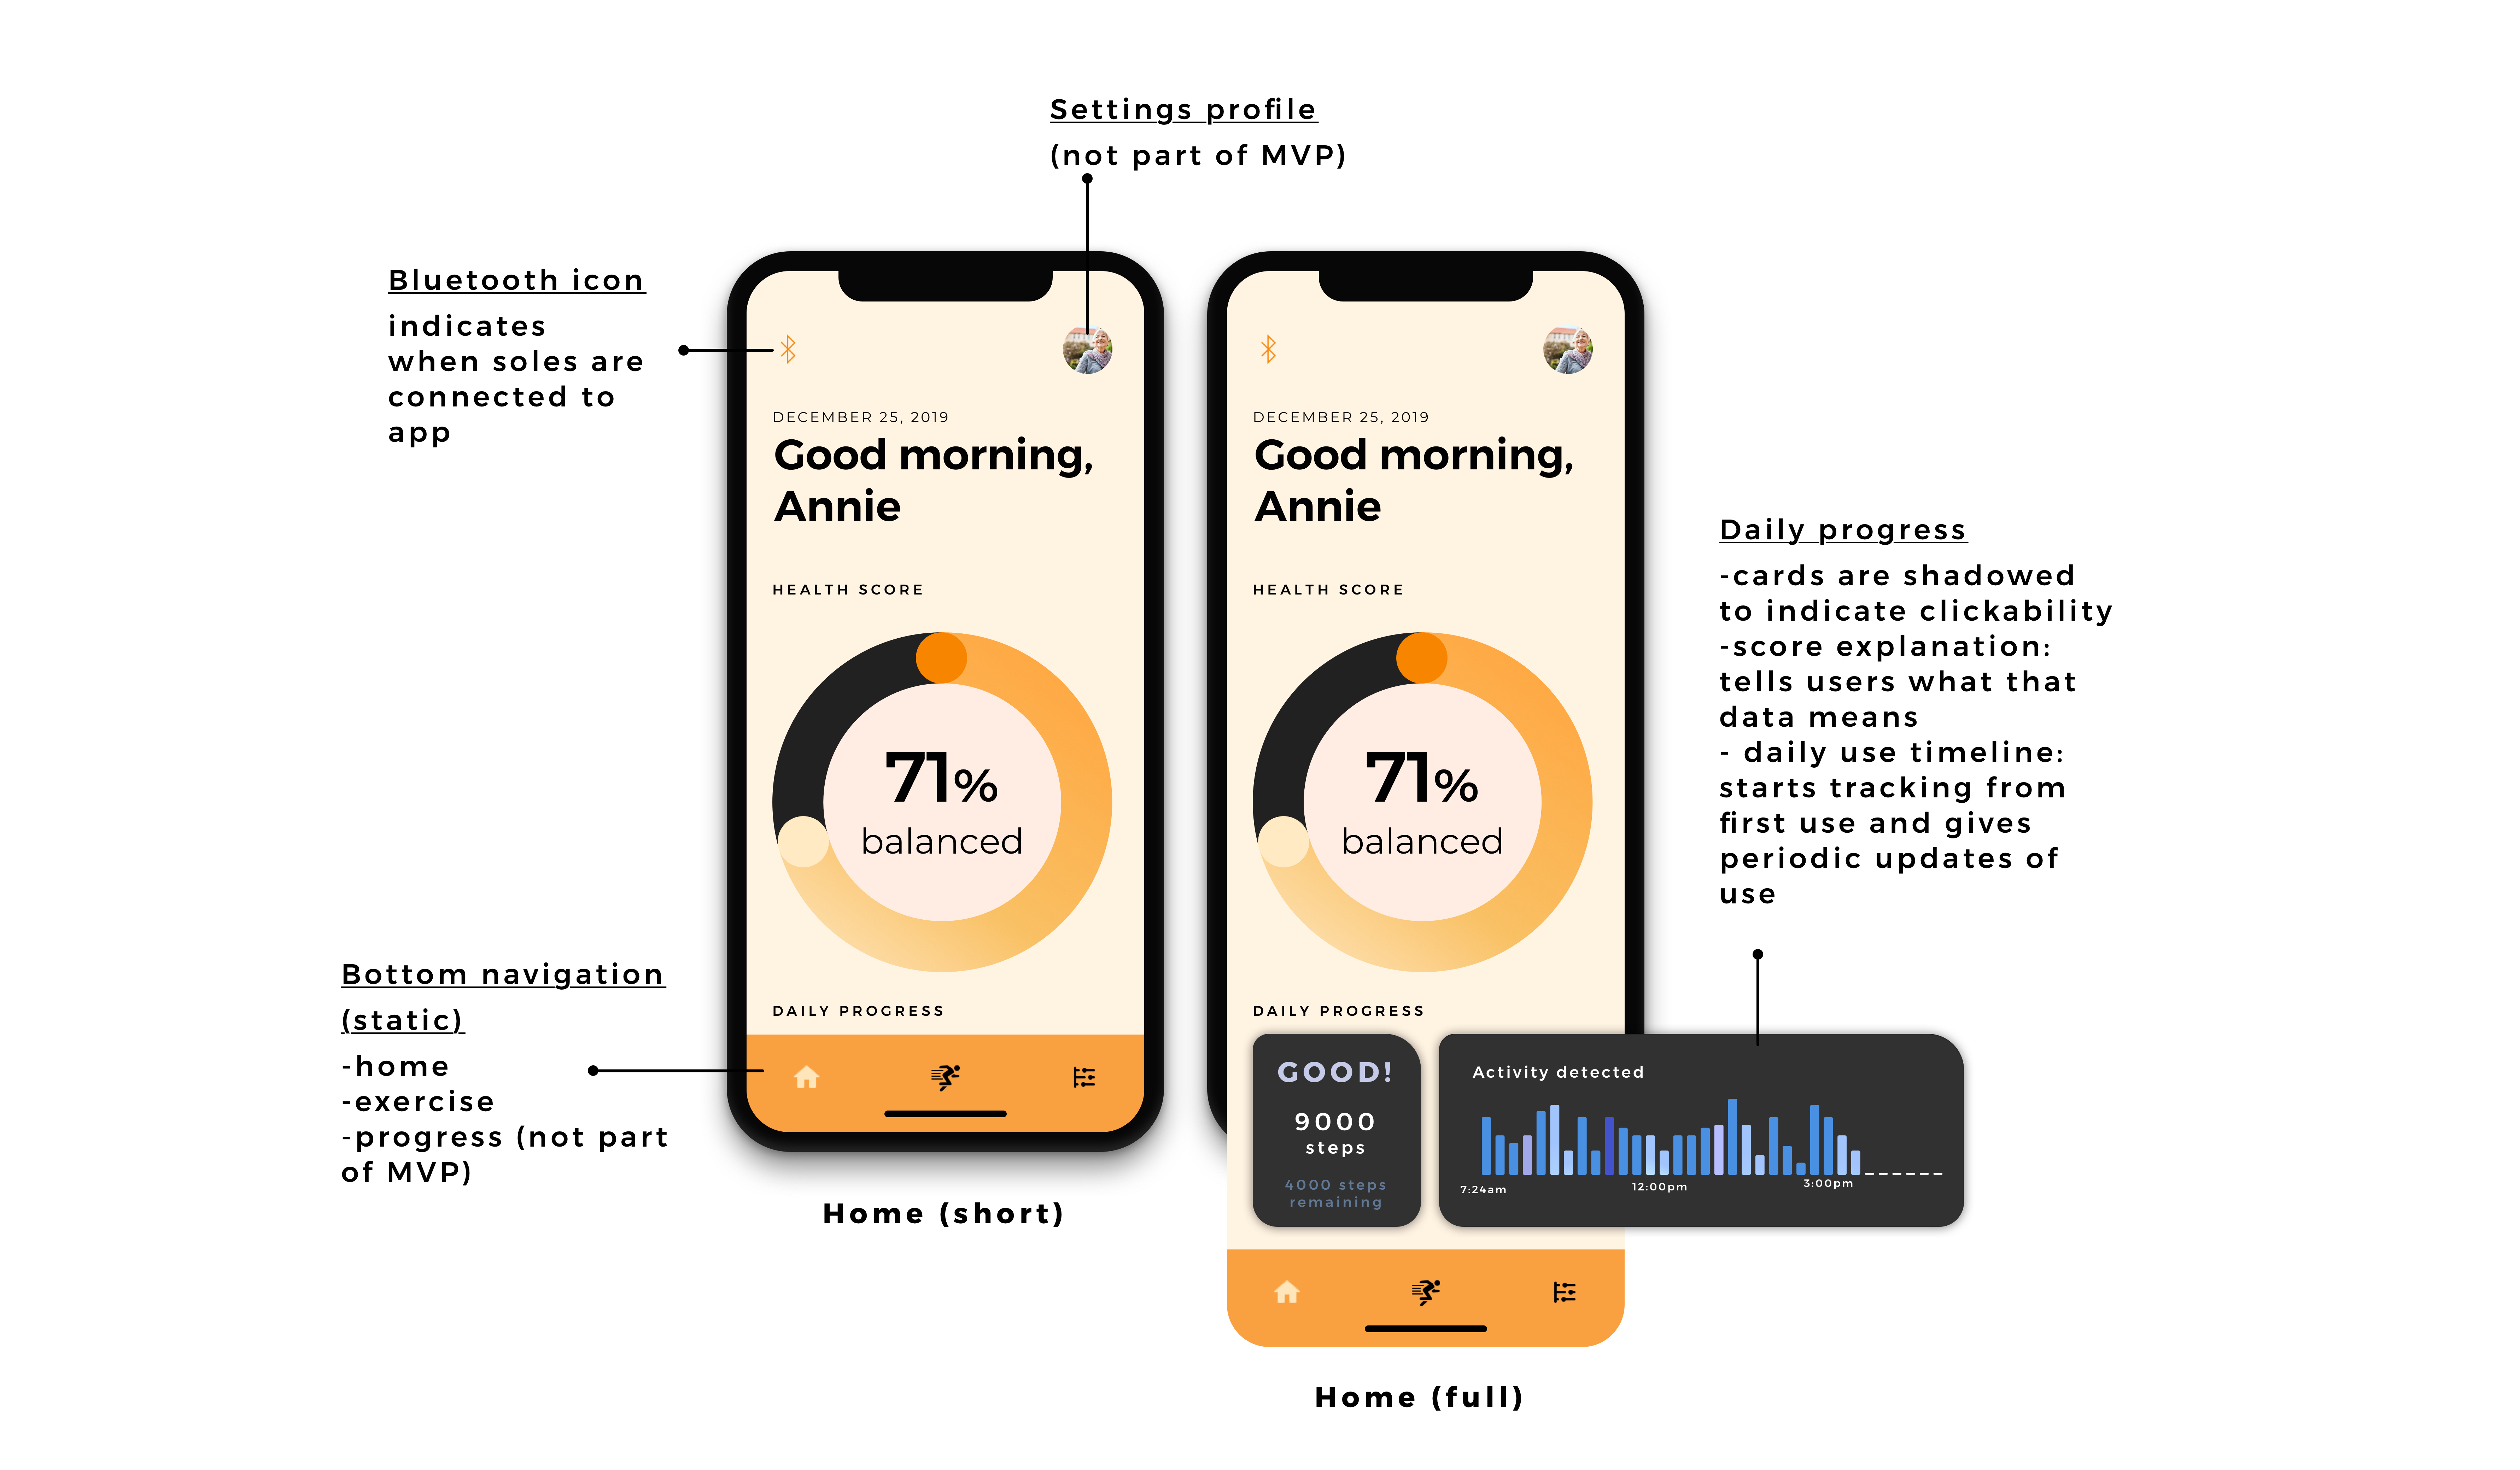 Settings profile
(not part of MVP)
Bluetooth icon
indicates
when soles are
connected to
app
DECEMBER 25, 2019
Good morning,
Annie
HEALTH SCORE
71%
balanced
DAILY PROGRESS
Bottom navigation
(static)
-home
-exercise
-progress (not part
of MVP)
Home (short)
DECEMBER 25, 2019
Good morning,
Annie
HEALTH SCORE
71%
balanced
DAILY PROGRESS
GOOD!
9000
steps
4000 steps
remaining
Activity detected
7:24am
12:00pm
3:00pm
Home (full)
Daily progress
-cards are shadowed
to indicate clickability
-score explanation:
tells users what that
data means
- daily use timeline:
starts tracking from
first use and gives
periodic updates of
use